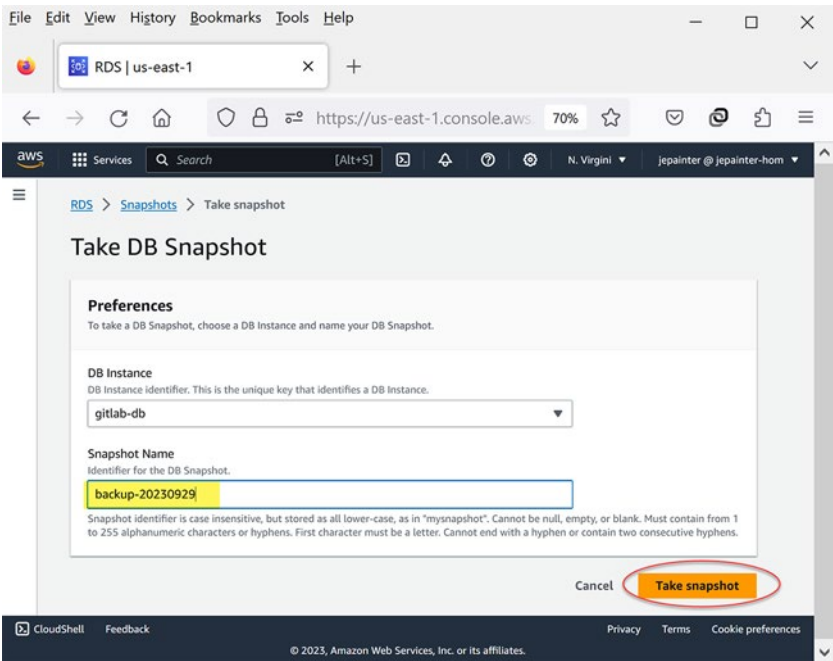 File Edit View History Bookmarks Tools Help
RDS | us-east-1
https://us-east-1.console.aws. 70%
aws Services Search [Alt+S] N. Virgini jepainter @ jepainter-hom
RDS > Snapshots > Take snapshot
Take DB Snapshot
Preferences
To take a DB Snapshot, choose a DB Instance and name your DB Snapshot.
DB Instance
DB Instance identifier. This is the unique key that identifies a DB Instance.
gitlab-db
Snapshot Name
Identifier for the DB Snapshot.
backup-20230929
Snapshot identifier is case insensitive, but stored as all lower-case, as in "mysnapshot". Cannot be null, empty, or blank. Must contain from 1
to 255 alphanumeric characters or hyphens. First character must be a letter. Cannot end with a hyphen or contain two consecutive hyphens.
Cancel Take snapshot
CloudShell Feedback Privacy Terms Cookie preferences
© 2023, Amazon Web Services, Inc. or its affiliates.